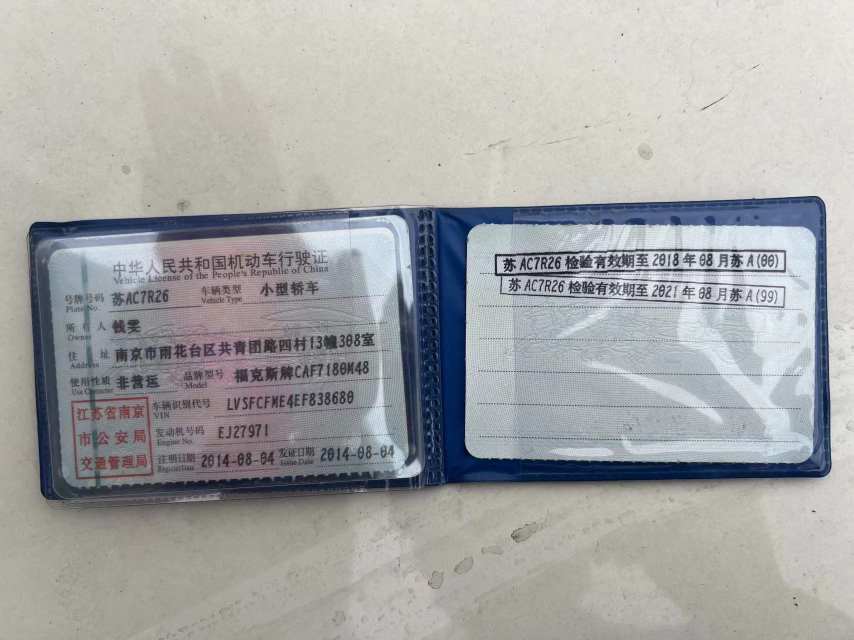 中华人民共和国机动车行驶证
Vehicle License of the People's Republic of China
号牌号码 苏AC7R26 车辆类型 小型轿车
Plate No. Vehicle Type
所有人 钱雯
Owner
住址 南京市雨花台区共青团路四村13幢308室
Address
使用性质 非营运 品牌型号 福克斯牌CAF7180M48
Use Character Model
江苏省南京
市公安局
交通管理局
车辆识别代号 LVSFCFME4EF838680
VIN
发动机号码 EJ27971
Engine No.
注册日期 2014-08-04 发证日期 2014-08-04
Register Date Issue Date
苏AC7R26 检验有效期至2018年08月苏A(00)
苏AC7R26 检验有效期至2021年08月苏A(99)